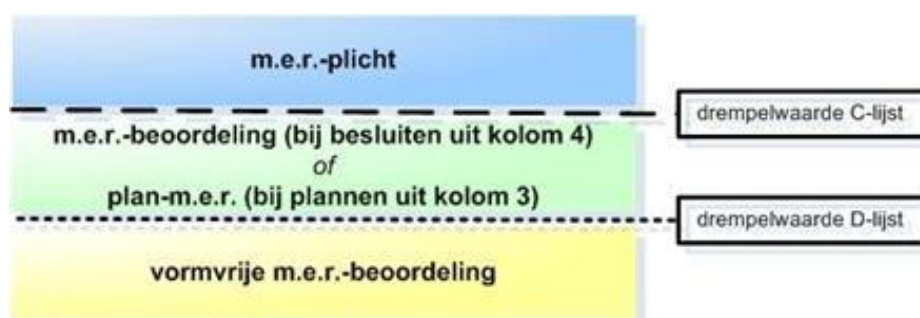 m.e.r.-plicht
drempelwaarde C-lijst
m.e.r.-beoordeling (bij besluiten uit kolom 4)
of
plan-m.e.r. (bij plannen uit kolom 3)
drempelwaarde D-lijst
vormvrije m.e.r.-beoordeling